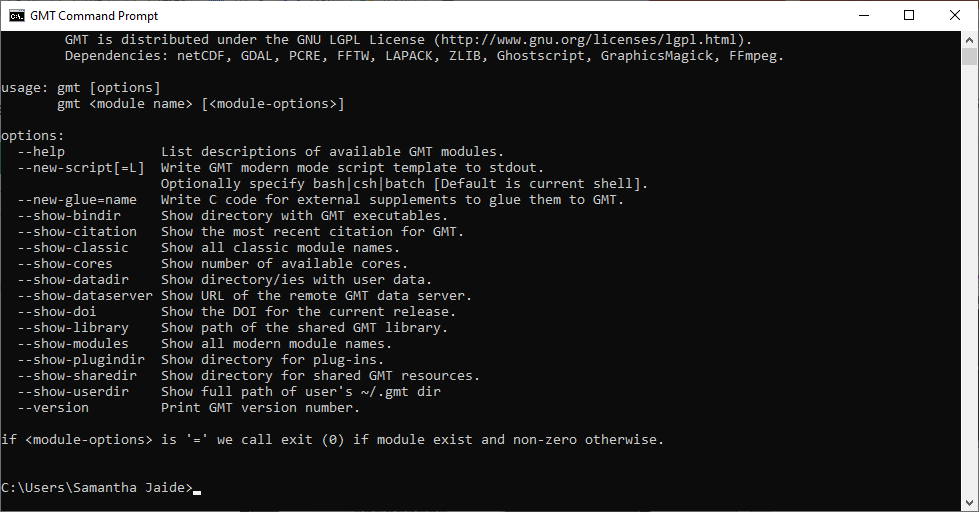 GMT Command Prompt
GMT is distributed under the GNU LGPL License (http://www.gnu.org/licenses/lgpl.html).
Dependencies: netCDF, GDAL, PCRE, FFTW, LAPACK, ZLIB, Ghostscript, GraphicsMagick, FFmpeg.
usage: gmt [options]
gmt <module name> [<module-options>]
options:
--help List descriptions of available GMT modules.
--new-script[=L] Write GMT modern mode script template to stdout.
Optionally specify bash|csh|batch [Default is current shell].
--new-glue=name Write C code for external supplements to glue them to GMT.
--show-bindir Show directory with GMT executables.
--show-citation Show the most recent citation for GMT.
--show-classic Show all classic module names.
--show-cores Show number of available cores.
--show-datadir Show directory/ies with user data.
--show-dataserver Show URL of the remote GMT data server.
--show-doi Show the DOI for the current release.
--show-library Show path of the shared GMT library.
--show-modules Show all modern module names.
--show-plugindir Show directory for plug-ins.
--show-sharedir Show directory for shared GMT resources.
--show-userdir Show full path of user's ~/.gmt dir
--version Print GMT version number.
if <module-options> is '=' we call exit (0) if module exist and non-zero otherwise.
C:\Users\Samantha Jaide>